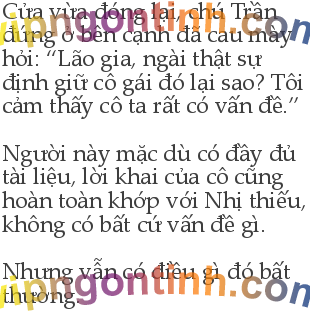 Cửa vừa đóng lại, chú Trần
đứng ở bên cạnh đã cau mày
hỏi: “Lão gia, ngài thật sự
định giữ cô gái đó lại sao? Tôi
cảm thấy cô ta rất có vấn đề.”
Người này mặc dù có đầy đủ
tài liệu, lời khai của cô cũng
hoàn toàn khớp với Nhị thiếu,
không có bất cứ vấn đề gì.
Nhưng vẫn có điều gì đó bất
thường.
vipngontinh.com
vipngontinh.com